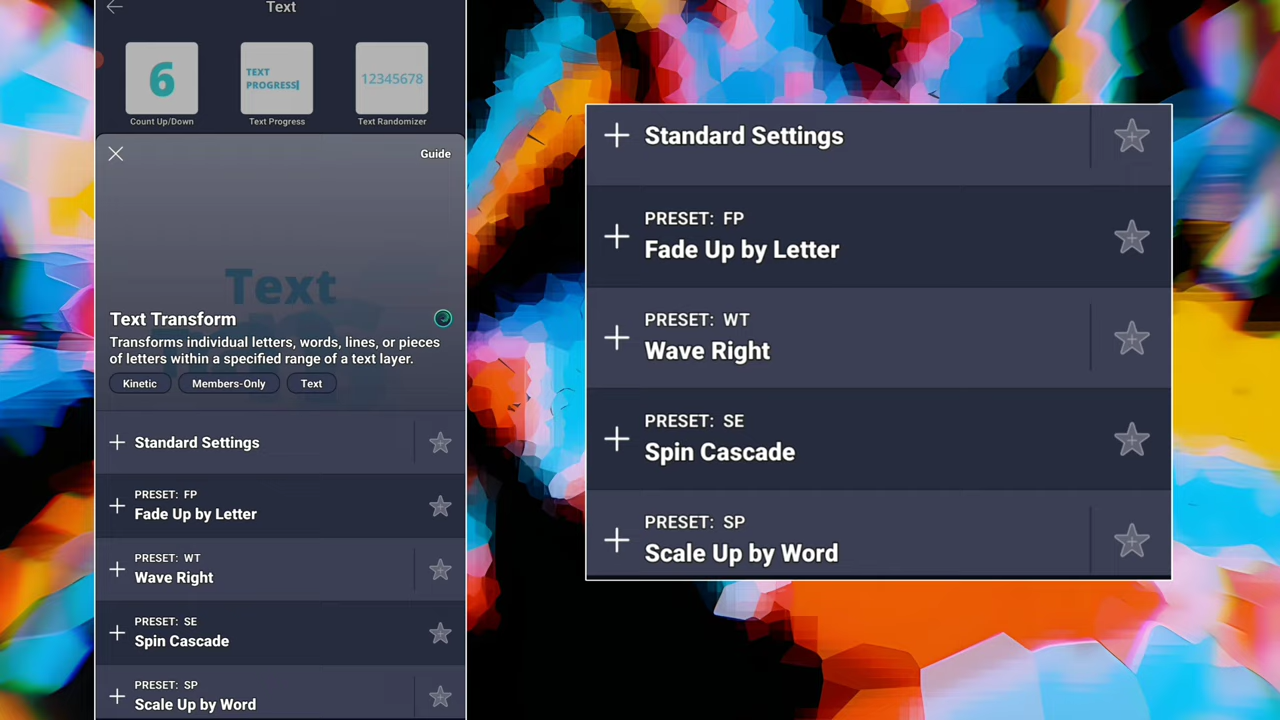 Text
6
TEXT
PROGRESS
12345678
Count Up/Down
Text Progress
Text Randomizer
Guide
Text
Text Transform
Transforms individual letters, words, lines, or pieces
of letters within a specified range of a text layer.
Kinetic
Members-Only
Text
Standard Settings
PRESET: FP
Fade Up by Letter
PRESET: WT
Wave Right
PRESET: SE
Spin Cascade
PRESET: SP
Scale Up by Word
Standard Settings
PRESET: FP
Fade Up by Letter
PRESET: WT
Wave Right
PRESET: SE
Spin Cascade
PRESET: SP
Scale Up by Word